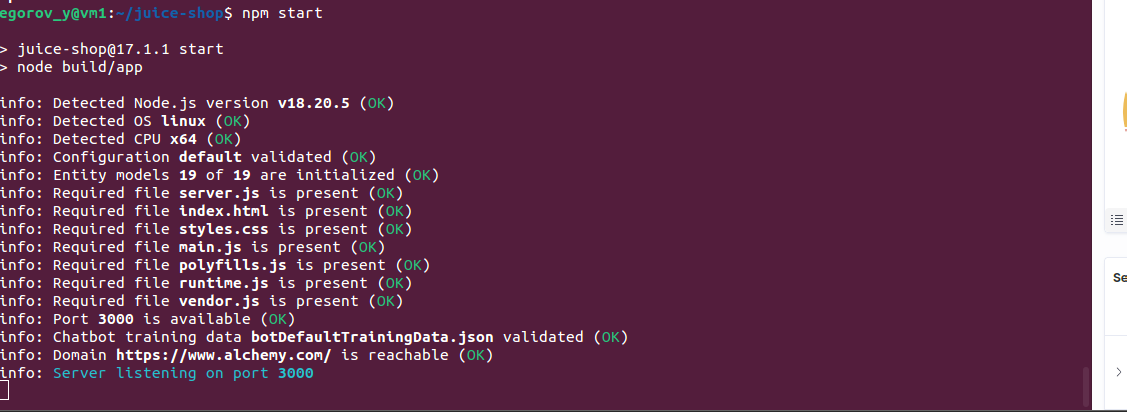 egorov_y@vm1:~/juice-shop$ npm start
> juice-shop@17.1.1 start
> node build/app
info: Detected Node.js version v18.20.5 (OK)
info: Detected OS linux (OK)
info: Detected CPU x64 (OK)
info: Configuration default validated (OK)
info: Entity models 19 of 19 are initialized (OK)
info: Required file server.js is present (OK)
info: Required file index.html is present (OK)
info: Required file styles.css is present (OK)
info: Required file main.js is present (OK)
info: Required file polyfills.js is present (OK)
info: Required file runtime.js is present (OK)
info: Required file vendor.js is present (OK)
info: Port 3000 is available (OK)
info: Chatbot training data botDefaultTrainingData.json validated (OK)
info: Domain https://www.alchemy.com/ is reachable (OK)
info: Server listening on port 3000
Se